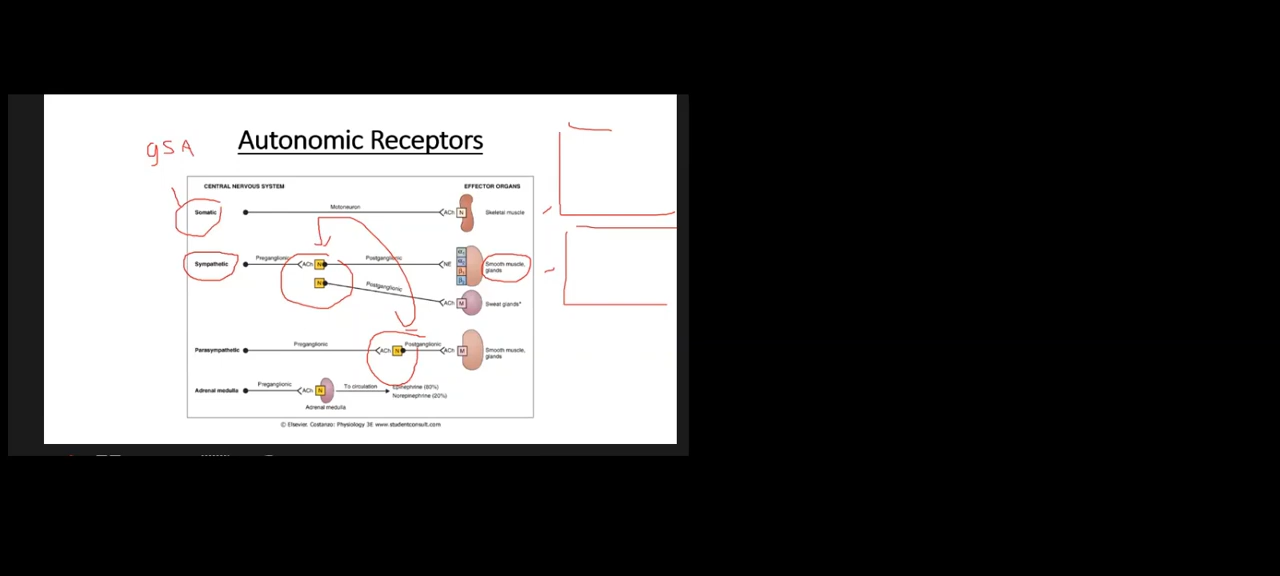 gSA
Autonomic Receptors
CENTRAL NERVOUS SYSTEM
EFFECTOR ORGANS
Somatic
Motoneuron
ACh
N
Skeletal muscle
Sympathetic
Preganglionic
ACh
N
Postganglionic
NE
Smooth muscle,
glands
N
Postganglionic
ACh
M
Sweat glands*
Parasympathetic
Preganglionic
ACh
N
Postganglionic
ACh
M
Smooth muscle,
glands
Adrenal medulla
Preganglionic
ACh
N
To circulation
Epinephrine (80%)
Norepinephrine (20%)
Adrenal medulla
© Elsevier. Costanzo: Physiology 3E www.studentconsult.com